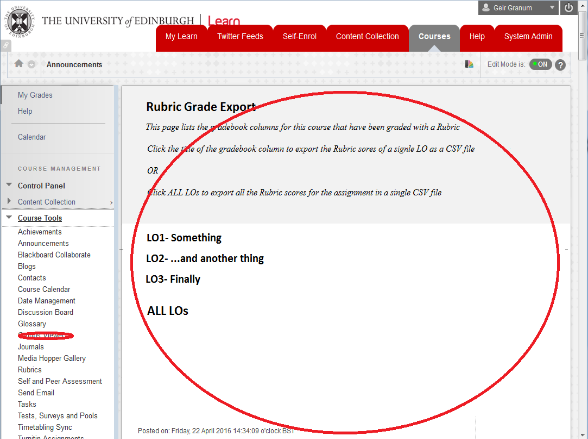 Geir Granum
THE UNIVERSITY of EDINBURGH Learn
My Learn Twitter Feeds Self-Enrol Content Collection Courses Help System Admin
Announcements
Edit Mode is: ON ?
My Grades
Help
Calendar
COURSE MANAGEMENT
Control Panel
Content Collection
Course Tools
Achievements
Announcements
Blackboard Collaborate
Blogs
Contacts
Course Calendar
Date Management
Discussion Board
Glossary
Journals
Media Hopper Gallery
Rubrics
Self and Peer Assessment
Send Email
Tasks
Tests, Surveys and Pools
Timetabling Sync
Turnitin Assignments
Rubric Grade Export
This page lists the gradebook columns for this course that have been graded with a Rubric
Click the title of the gradebook column to export the Rubric sores of a signle LO as a CSV file
OR
Click ALL LOs to export all the Rubric scores for the assignment in a single CSV file
LO1- Something
LO2- ...and another thing
LO3- Finally
ALL LOs
Posted on: Friday, 22 April 2016 14:34:09 o'clock BST